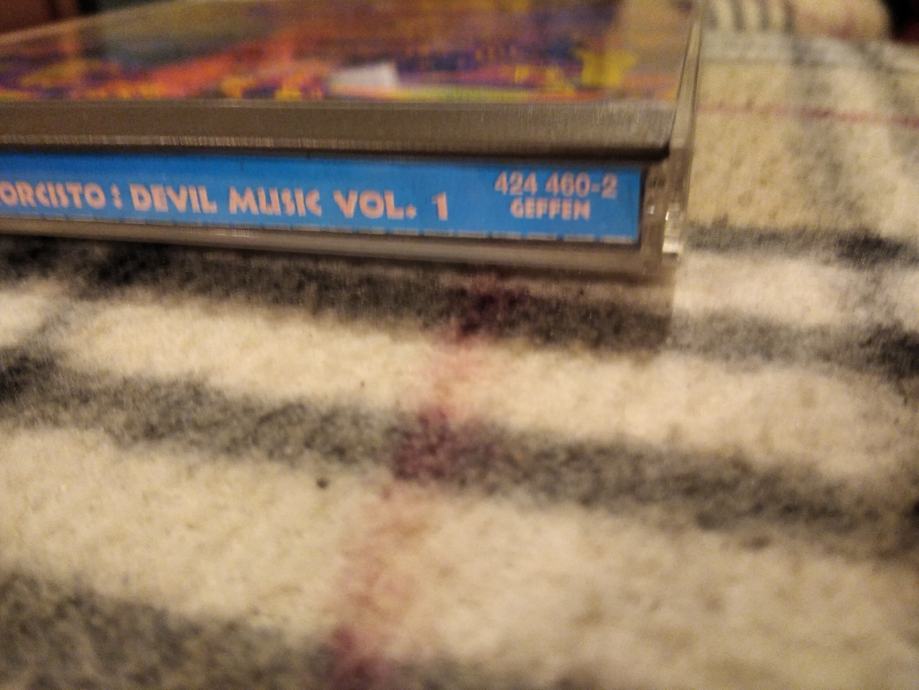 ORCISTO: DEVIL MUSIC VOL. 1
424 460-2
GEFFEN